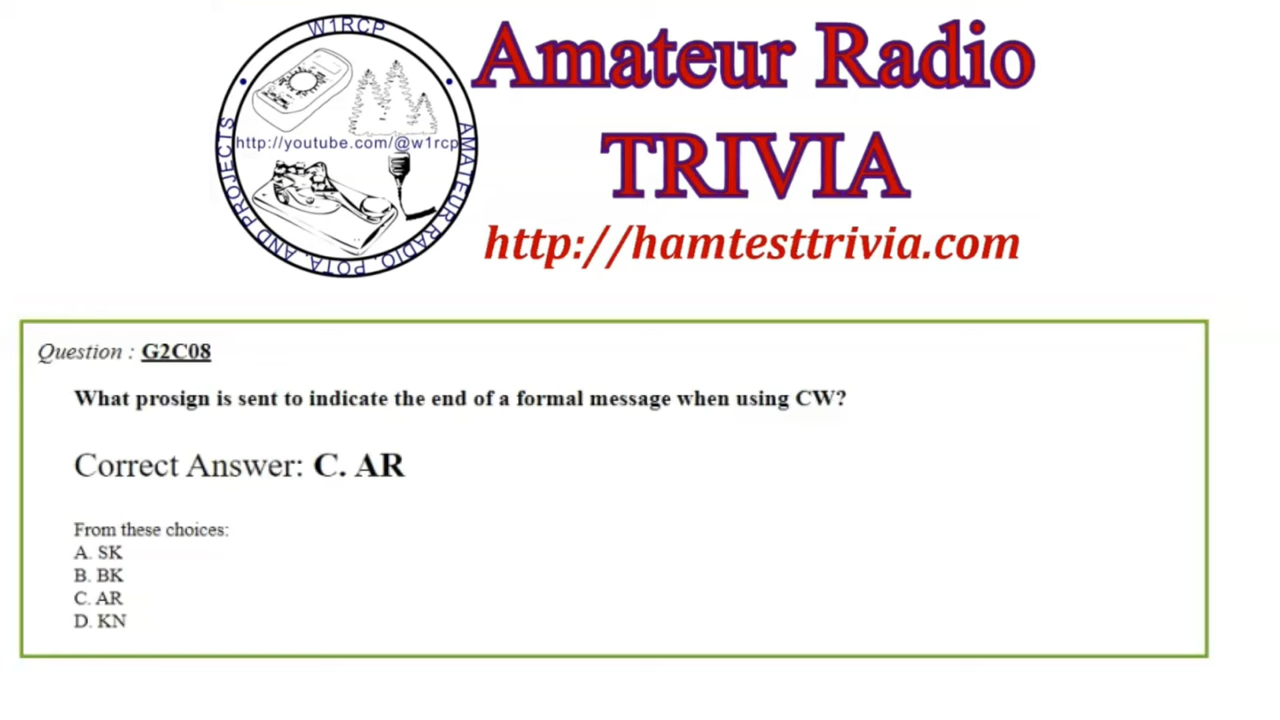 W1RCP
http://youtube.com/@w1rcp
AMATEUR RADIO, POTA, AND PROJECTS
Amateur Radio
TRIVIA
http://hamtesttrivia.com
Question : G2C08
What prosign is sent to indicate the end of a formal message when using CW?
Correct Answer: C. AR
From these choices:
A. SK
B. BK
C. AR
D. KN